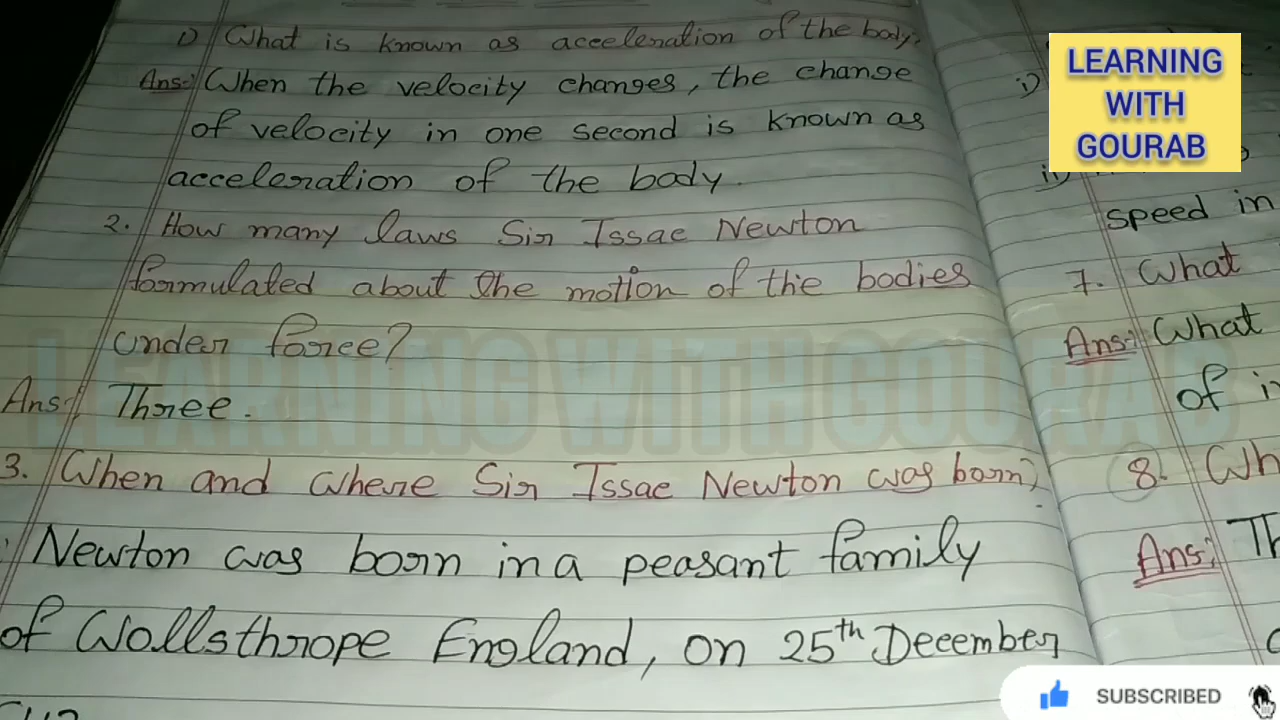 i) What is known as acceleration of the body.
Ans:- When the velocity changes, the change
of velocity in one second is known as
acceleration of the body.
2. How many laws Sir Issac Newton
formulated about the motion of the bodies
under force?
Ans:- Three.
3. When and where Sir Issac Newton was born?
Newton was born in a peasant family
of Wollsthrope England, on 25th December
LEARNING
WITH
GOURAB
i)
ii)
speed in
7. What
Ans:- What
of
8. Wh
Ans:
LEARNING WITH GOURAB
SUBSCRIBED